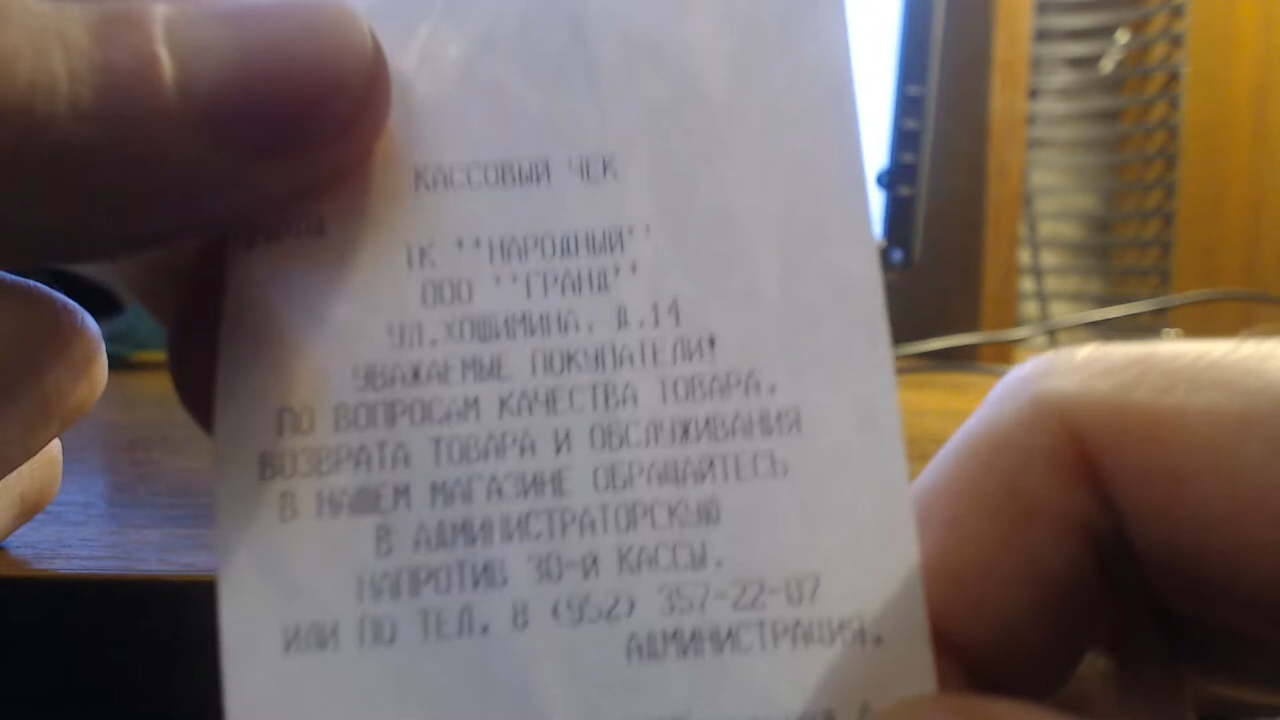 КАССОВЫЙ ЧЕК
ТК ''НАРОДНЫЙ''
ООО ''ГРАНД''
УЛ.ХОШИМИНА, Д.14
УВАЖАЕМЫЕ ПОКУПАТЕЛИ!
ПО ВОПРОСАМ КАЧЕСТВА ТОВАРА,
ВОЗВРАТА ТОВАРА И ОБСЛУЖИВАНИЯ
В НАШЕМ МАГАЗИНЕ ОБРАЩАЙТЕСЬ
В АДМИНИСТРАТОРСКУЮ
НАПРОТИВ 30-Й КАССЫ.
ИЛИ ПО ТЕЛ. 8 (952) 357-22-07
АДМИНИСТРАЦИЯ.